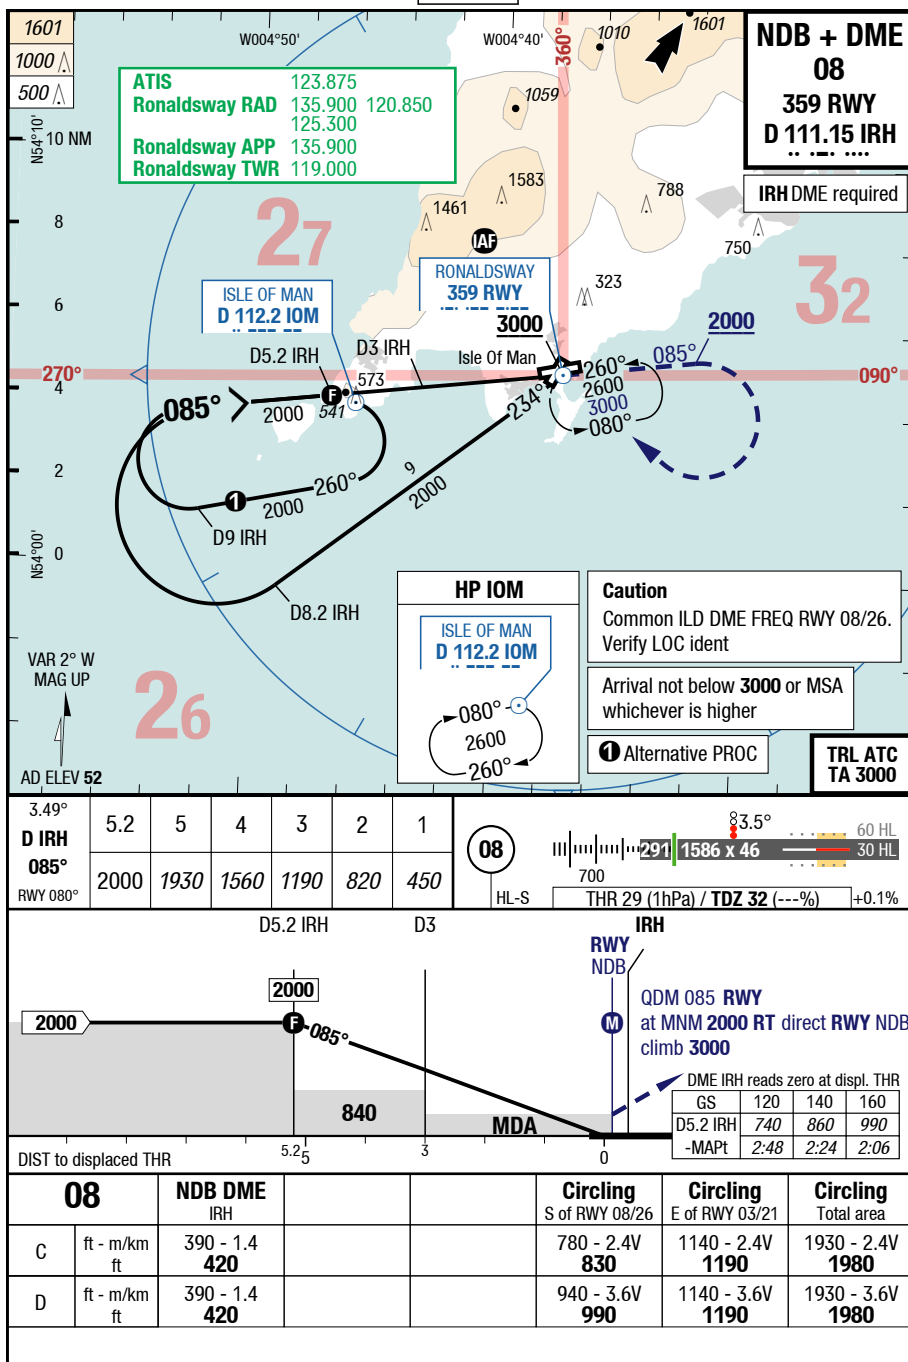 1601
1000
500
W004°50'
W004°40'
360°
1010
1601
NDB + DME
08
359 RWY
D 111.15 IRH
IRH DME required
ATIS 123.875
Ronaldsway RAD 135.900 120.850
125.300
Ronaldsway APP 135.900
Ronaldsway TWR 119.000
N54°10'
10 NM
1059
1583
1461
788
750
8
27
IAF
32
6
ISLE OF MAN
D 112.2 IOM
RONALDSWAY
359 RWY
323
3000
2000
D5.2 IRH
D3 IRH
Isle Of Man
085°
270°
4
573
F
541
085°
2000
260°
2600
3000
080°
234°
090°
2
1
260°
2000
9
2000
D9 IRH
N54°00'
0
D8.2 IRH
HP IOM
ISLE OF MAN
D 112.2 IOM
080°
2600
260°
Caution
Common ILD DME FREQ RWY 08/26.
Verify LOC ident
Arrival not below 3000 or MSA
whichever is higher
1 Alternative PROC
VAR 2° W
MAG UP
26
AD ELEV 52
TRL ATC
TA 3000
3.49°
D IRH
085°
RWY 080°
5.2 5 4 3 2 1
2000 1930 1560 1190 820 450
08
HL-S
700
291 1586 x 46
3.5°
60 HL
30 HL
THR 29 (1hPa) / TDZ 32 (---%)
+0.1%
D5.2 IRH
D3
IRH
RWY
NDB
2000
2000
F
085°
M
QDM 085 RWY
at MNM 2000 RT direct RWY NDB
climb 3000
840
MDA
DME IRH reads zero at displ. THR
GS 120 140 160
D5.2 IRH 740 860 990
-MAPt 2:48 2:24 2:06
DIST to displaced THR
5.2
5
3
0
08
NDB DME
IRH
Circling
S of RWY 08/26
Circling
E of RWY 03/21
Circling
Total area
C ft - m/km 390 - 1.4 780 - 2.4V 1140 - 2.4V 1930 - 2.4V
ft 420 830 1190 1980
D ft - m/km 390 - 1.4 940 - 3.6V 1140 - 3.6V 1930 - 3.6V
ft 420 990 1190 1980